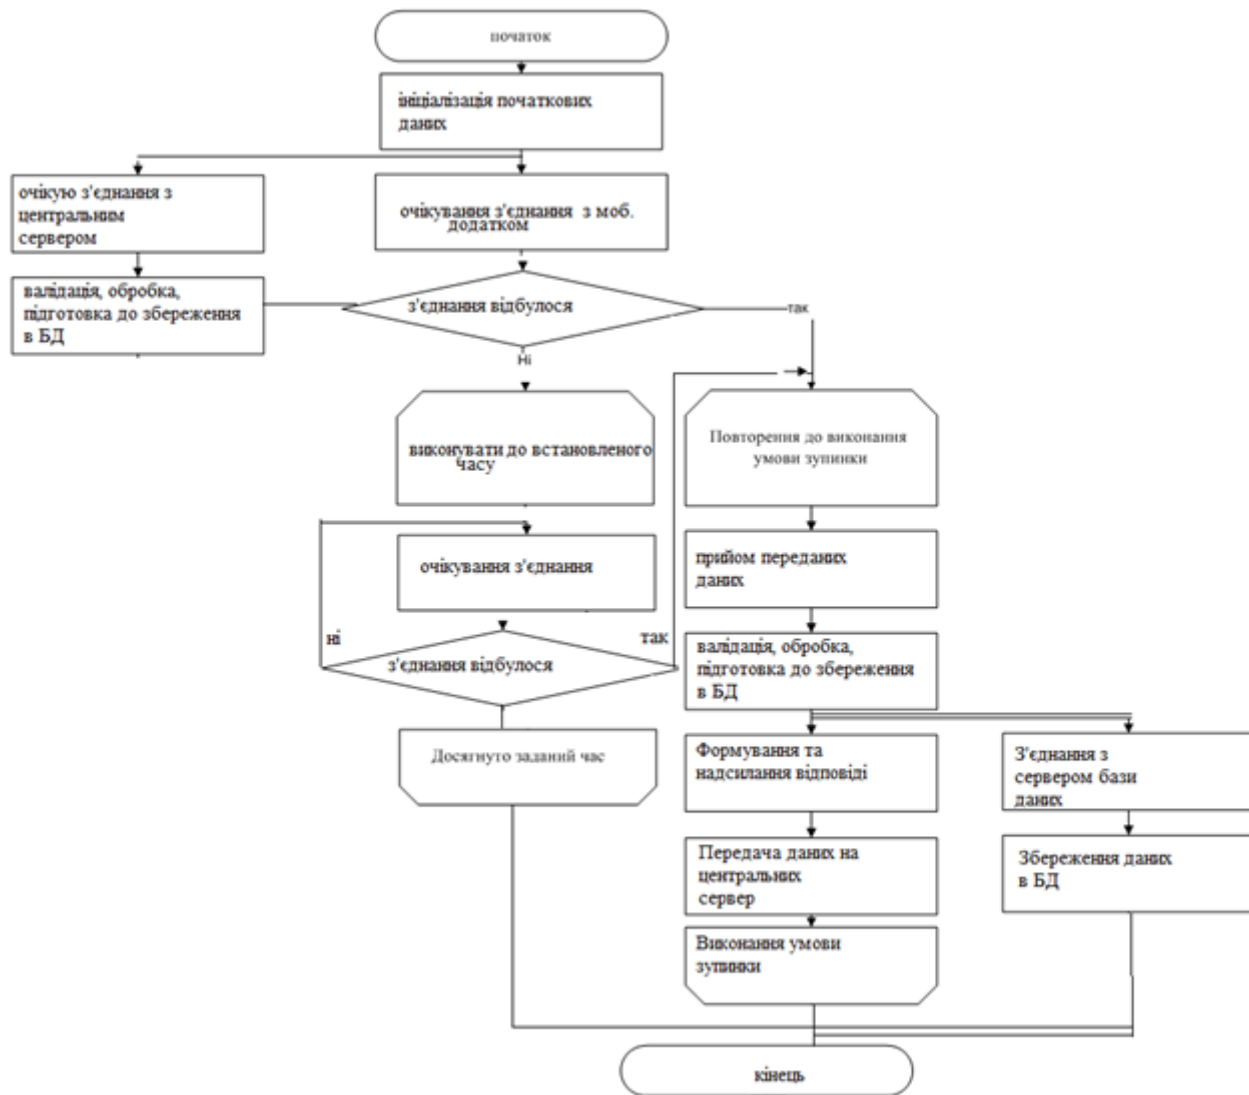 початок
ініціалізація початкових
даних
очікую з'єднання з
центральним
сервером
очікування з'єднання з моб.
додатком
валідація, обробка,
підготовка до збереження
в БД
з'єднання відбулося
так
Ні
виконувати до встановленого
часу
Повторення до виконання
умови зупинки
очікування з'єднання
прийом переданих
даних
ні
так
з'єднання відбулося
валідація, обробка,
підготовка до збереження
в БД
Досягнуто заданий час
Формування та
надсилання відповіді
З'єднання з
сервером бази
даних
Передача даних на
центральних
сервер
Збереження даних
в БД
Виконання умови
зупинки
кінець